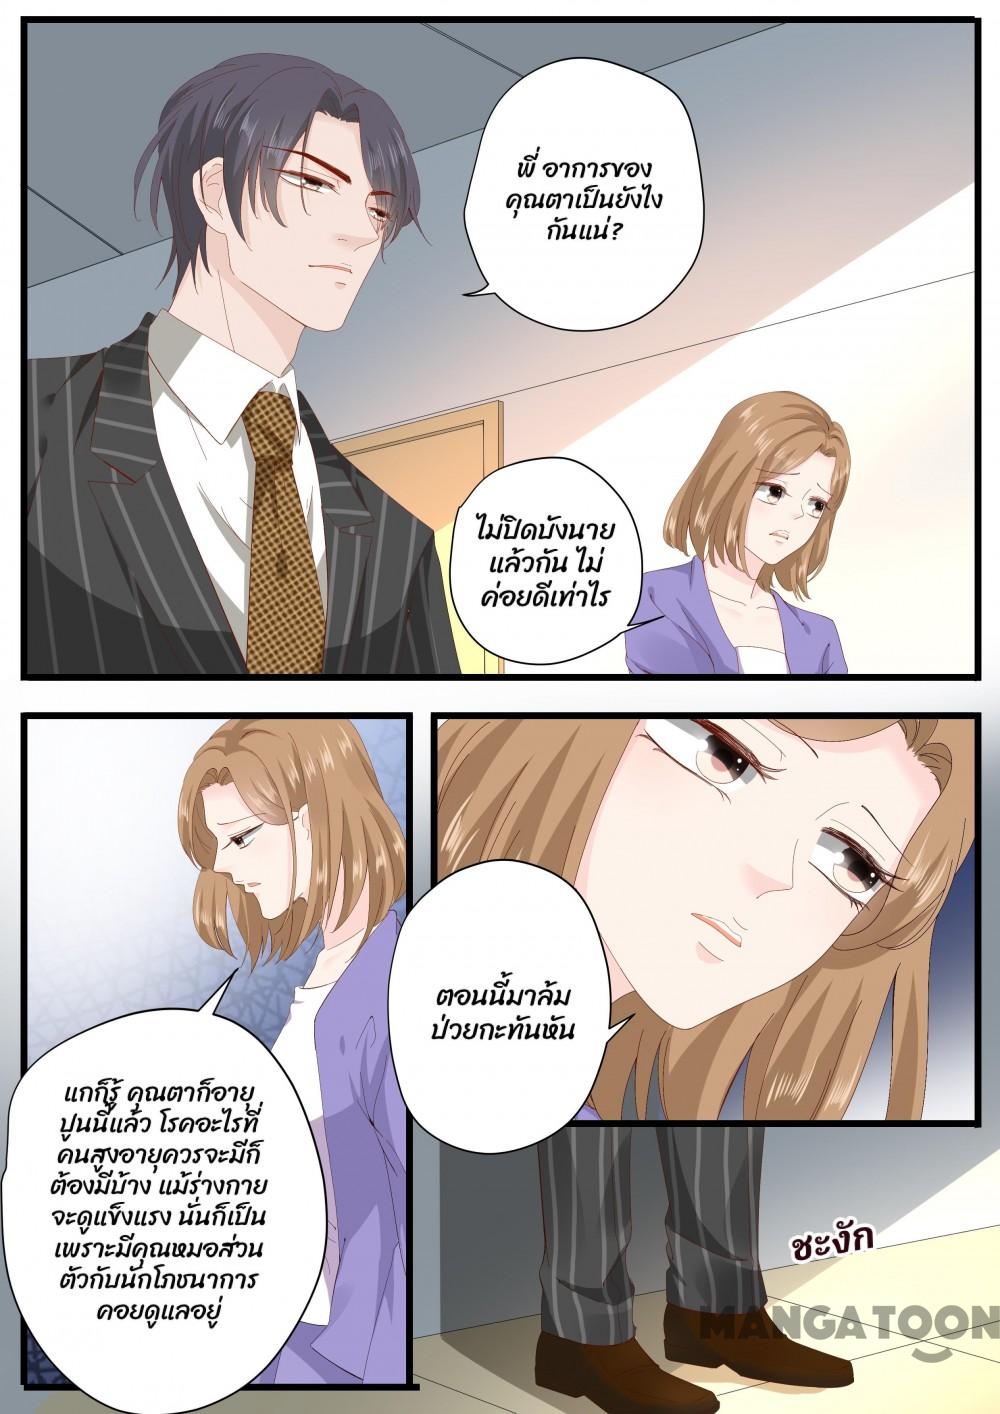 พี่ อาการของ
คุณตาเป็นยังไง
กันแน่?
ไม่ปิดบังนาย
แล้วกัน ไม่
ค่อยดีเท่าไร
แกก็รู้ คุณตาก็อายุ
ปูนนี้แล้ว โรคอะไรที่
คนสูงอายุควรจะมีก็
ต้องมีบ้าง แม้ร่างกาย
จะดูแข็งแรง นั่นก็เป็น
เพราะมีคุณหมอส่วน
ตัวกับนักโภชนาการ
คอยดูแลอยู่
ตอนนี้มาล้ม
ป่วยกะทันหัน
ชะงัก
MANGATOON